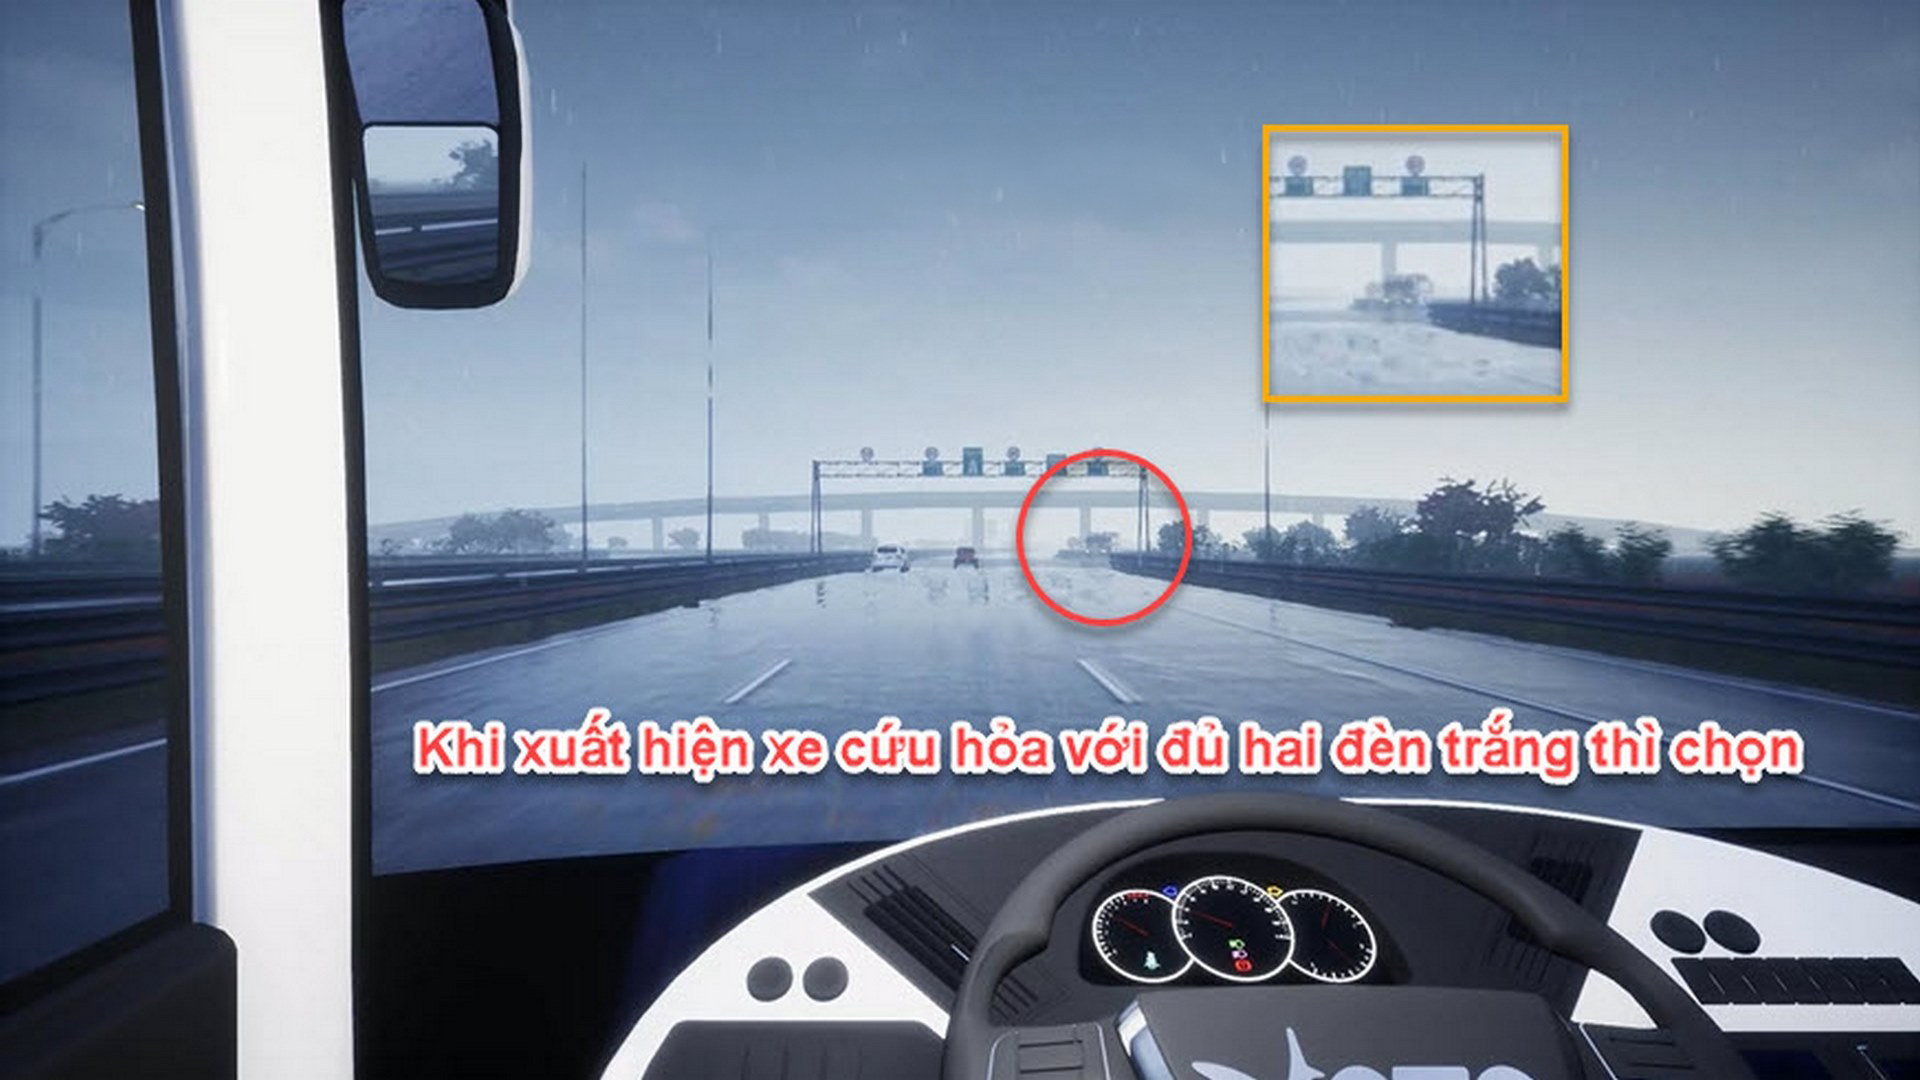 Khi xuất hiện xe cứu hỏa với đủ hai đèn trắng thì chọn